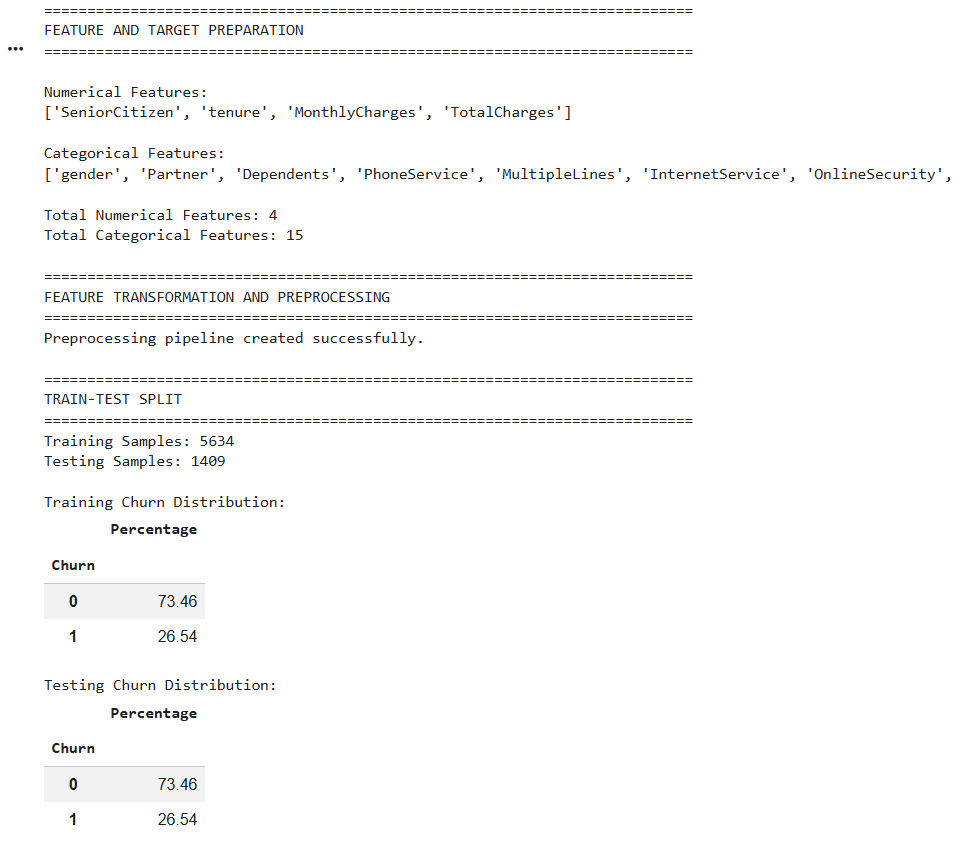 ===========================================================================
FEATURE AND TARGET PREPARATION
===========================================================================
Numerical Features:
['SeniorCitizen', 'tenure', 'MonthlyCharges', 'TotalCharges']
Categorical Features:
['gender', 'Partner', 'Dependents', 'PhoneService', 'MultipleLines', 'InternetService', 'OnlineSecurity',
Total Numerical Features: 4
Total Categorical Features: 15
===========================================================================
FEATURE TRANSFORMATION AND PREPROCESSING
===========================================================================
Preprocessing pipeline created successfully.
===========================================================================
TRAIN-TEST SPLIT
===========================================================================
Training Samples: 5634
Testing Samples: 1409
Training Churn Distribution:
Percentage
Churn
0 73.46
1 26.54
Testing Churn Distribution:
Percentage
Churn
0 73.46
1 26.54